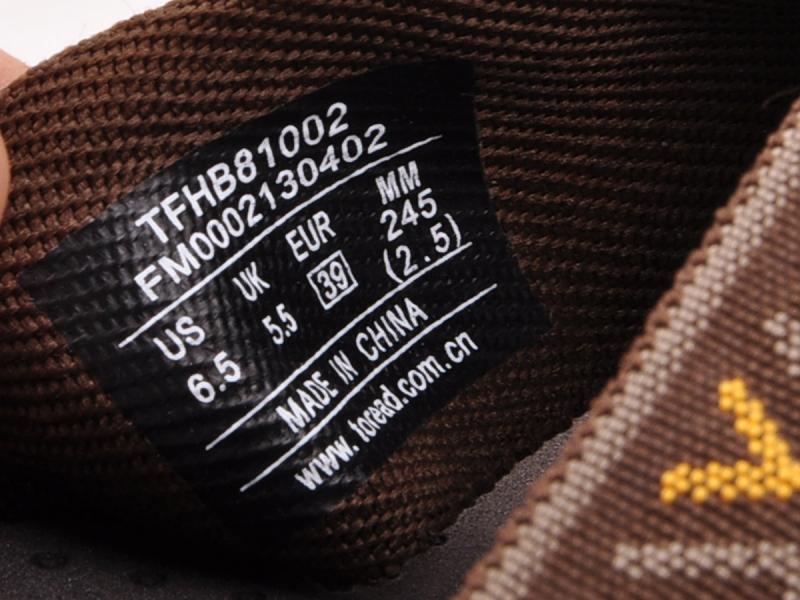 TFHB81002
FM0002130402
US UK EUR MM
6.5 5.5 39 245
(2.5)
MADE IN CHINA
www.toread.com.cn